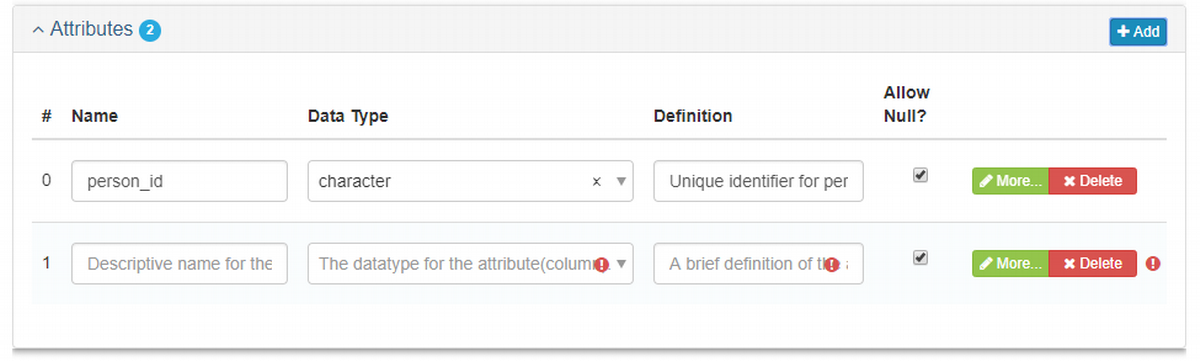 Attributes 2
+ Add
# Name Data Type Definition Allow Null?
0 person_id character x Unique identifier for per More... Delete
1 Descriptive name for the The datatype for the attribute(colum A brief definition of More... Delete